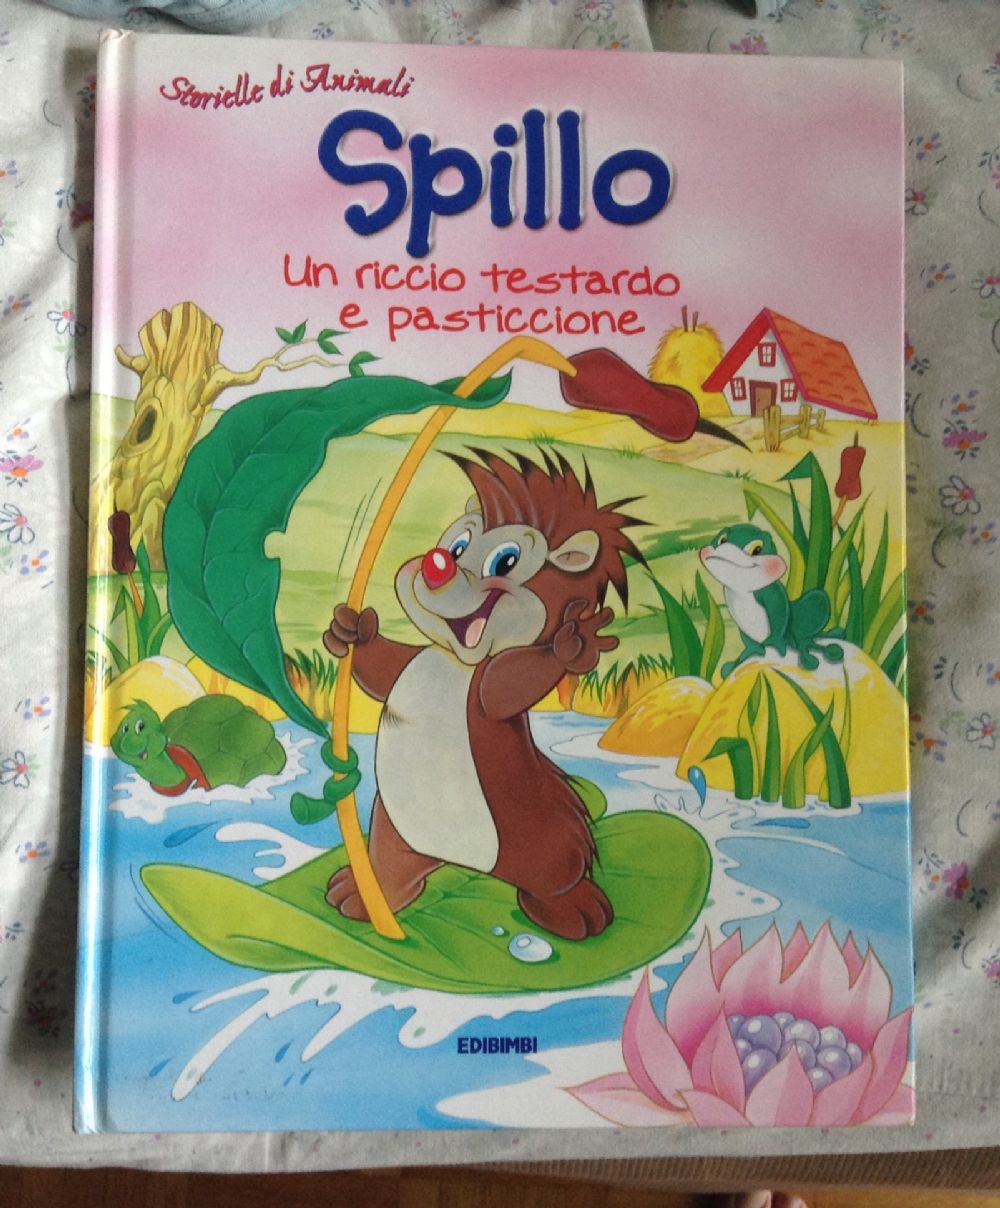 Storielle di Animali
Spillo
Un riccio testardo
e pasticcione
EDIBIMBI